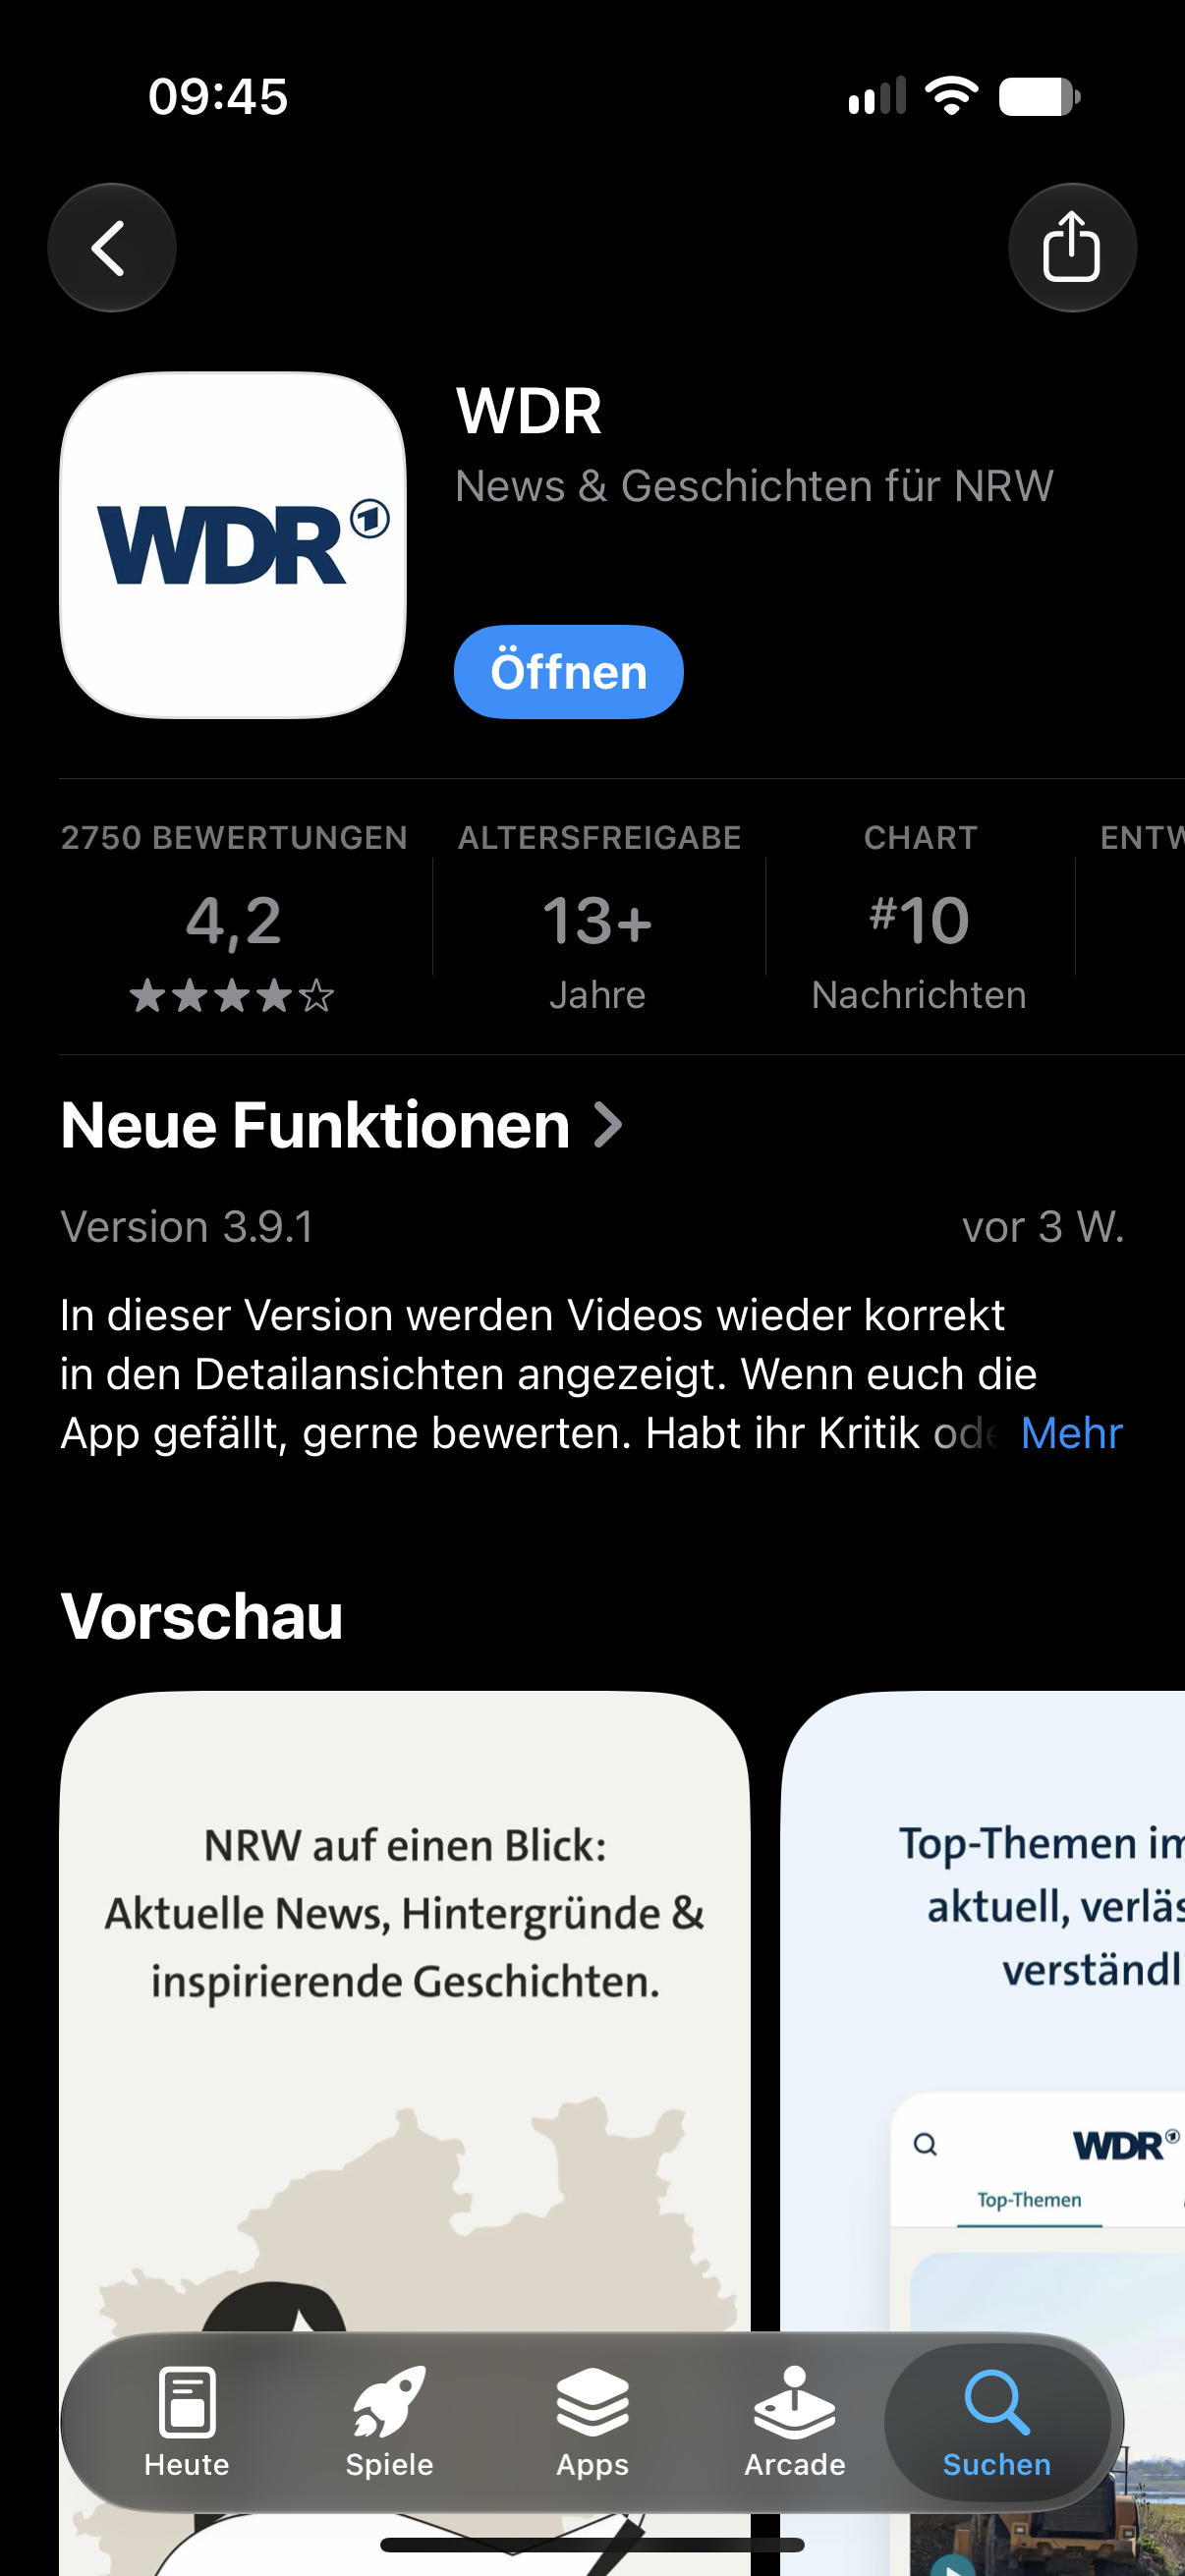 09:45
WDR
WDR
News & Geschichten für NRW
Öffnen
2750 BEWERTUNGEN
4,2
ALTERSFREIGABE
13+
Jahre
CHART
#10
Nachrichten
Neue Funktionen
Version 3.9.1
vor 3 W.
In dieser Version werden Videos wieder korrekt
in den Detailansichten angezeigt. Wenn euch die
App gefällt, gerne bewerten. Habt ihr Kritik
Mehr
Vorschau
NRW auf einen Blick:
Aktuelle News, Hintergründe &
inspirierende Geschichten.
Top-Themen
aktuell,
WDR
Top-Themen
Heute
Spiele
Apps
Arcade
Suchen